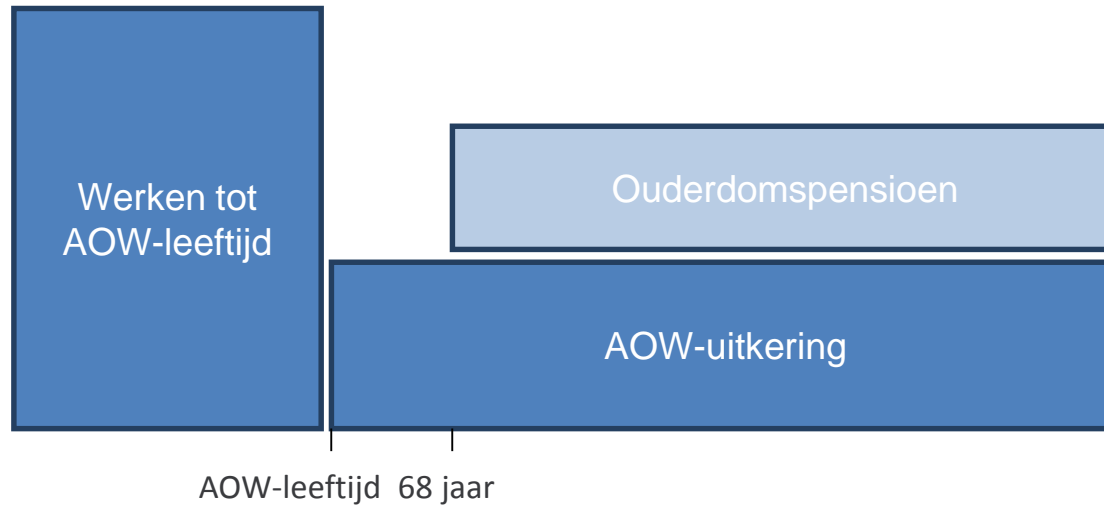 Werken tot
AOW-leeftijd
Ouderdomspensioen
AOW-uitkering
AOW-leeftijd 68 jaar